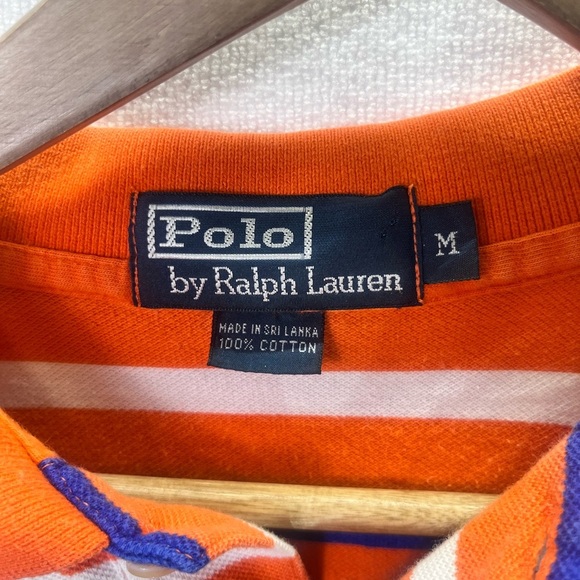 Polo
by Ralph Lauren
M
MADE IN SRI LANKA
100% COTTON